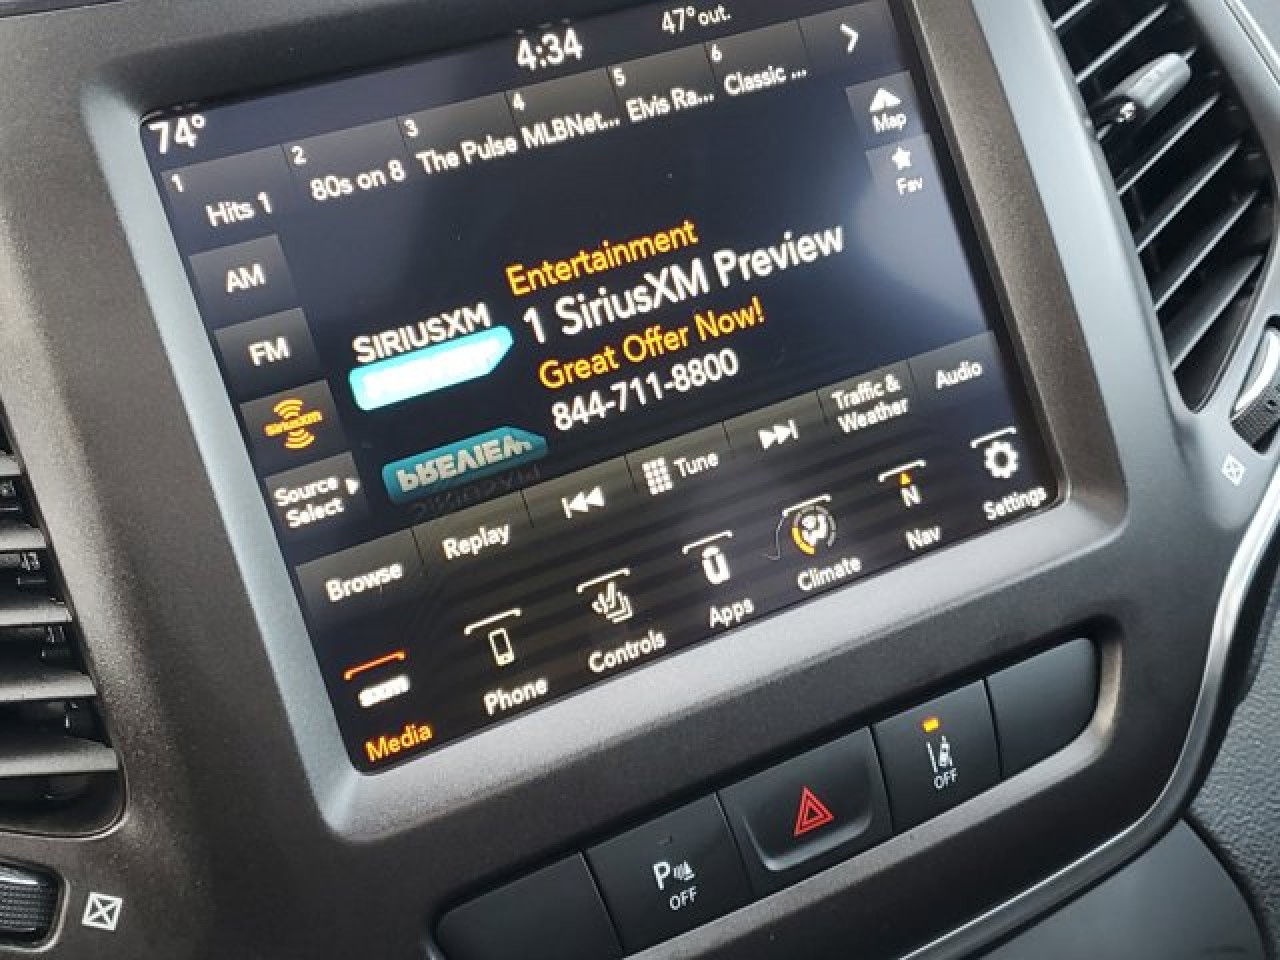 4:34
47° out.
74°
1 Hits 1
2 80s on 8
3 The Pulse
4 MLBNet...
5 Elvis Ra...
6 Classic ...
Map
Fav
AM
FM
siriusxm
Source
Select
SIRIUSXM
PREVIEW
Entertainment
1 SiriusXM Preview
Great Offer Now!
844-711-8800
Browse
Replay
Tune
Traffic &
Weather
Audio
Media
Phone
Controls
Apps
Climate
N
Nav
Settings
P
OFF
OFF